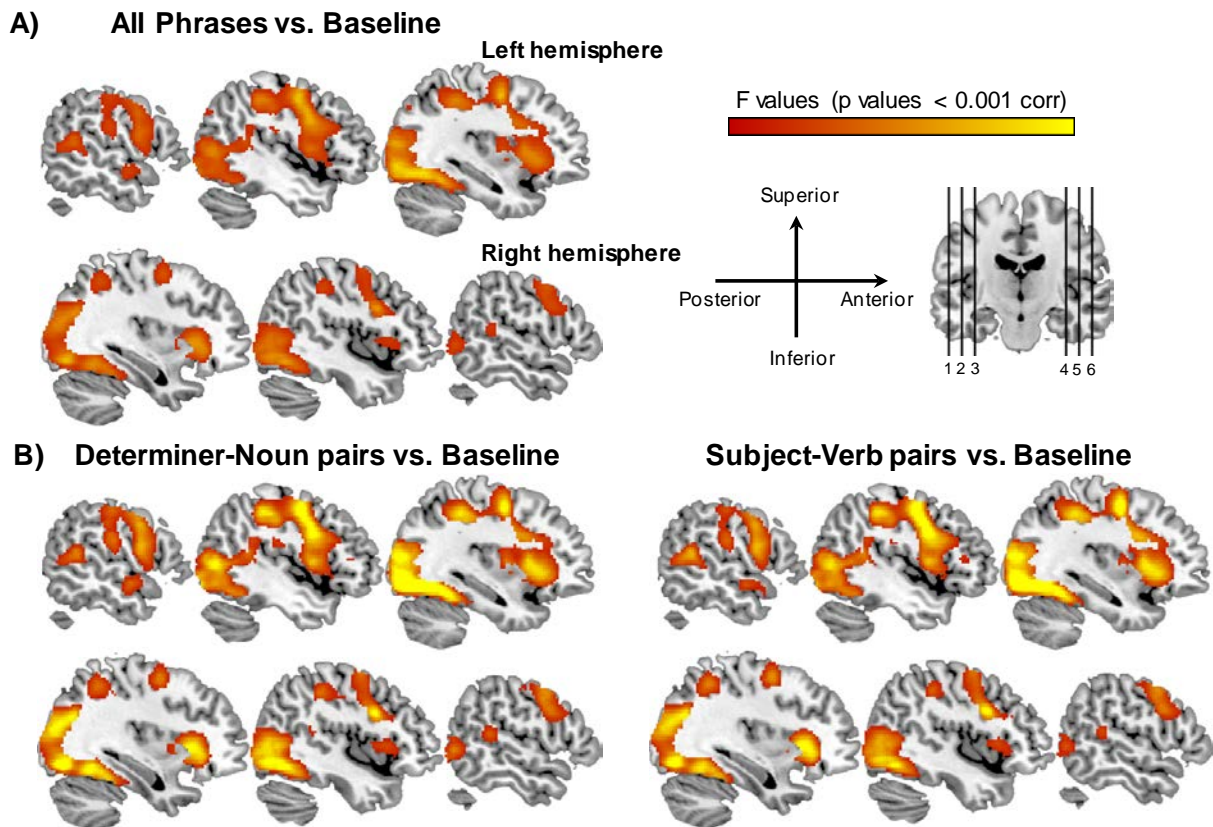 A) All Phrases vs. Baseline
Left hemisphere
F values (p values < 0.001 corr)
Superior
Right hemisphere
Posterior Anterior
Inferior
1 2 3 4 5 6
B) Determiner-Noun pairs vs. Baseline
Subject-Verb pairs vs. Baseline